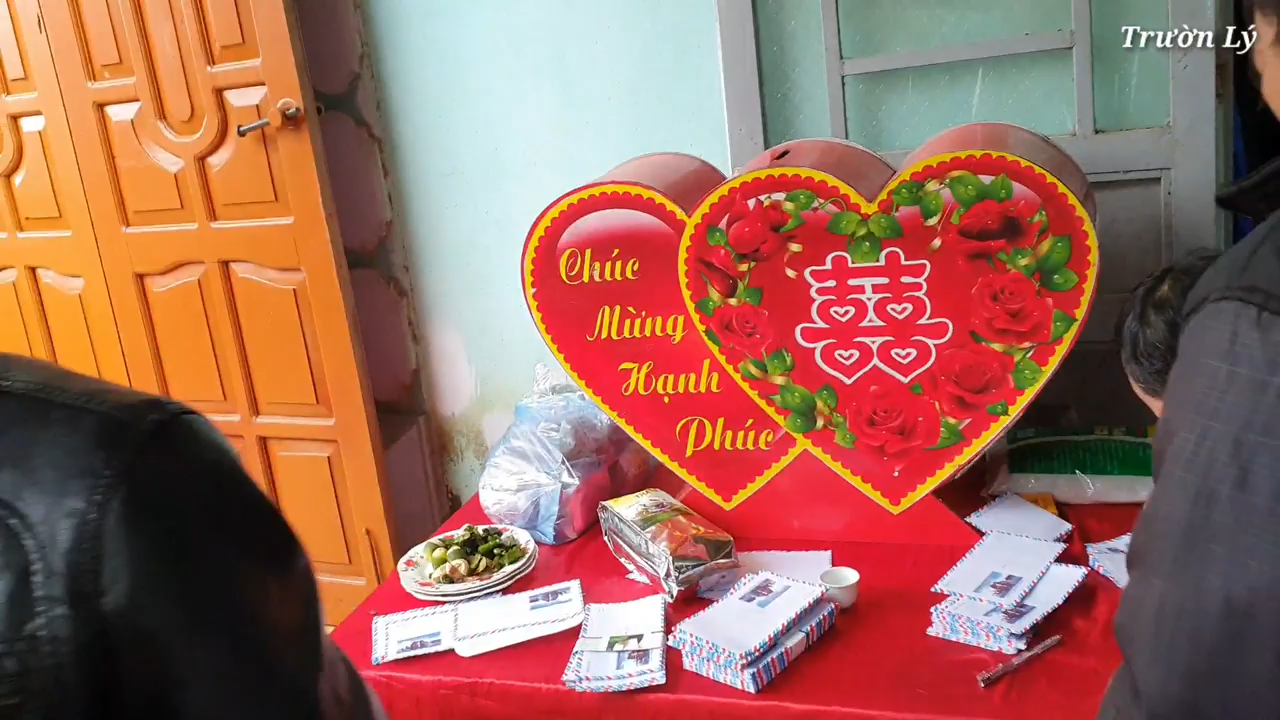 Trườn Lý
Chúc
Mừng
Hạnh
Phúc
囍